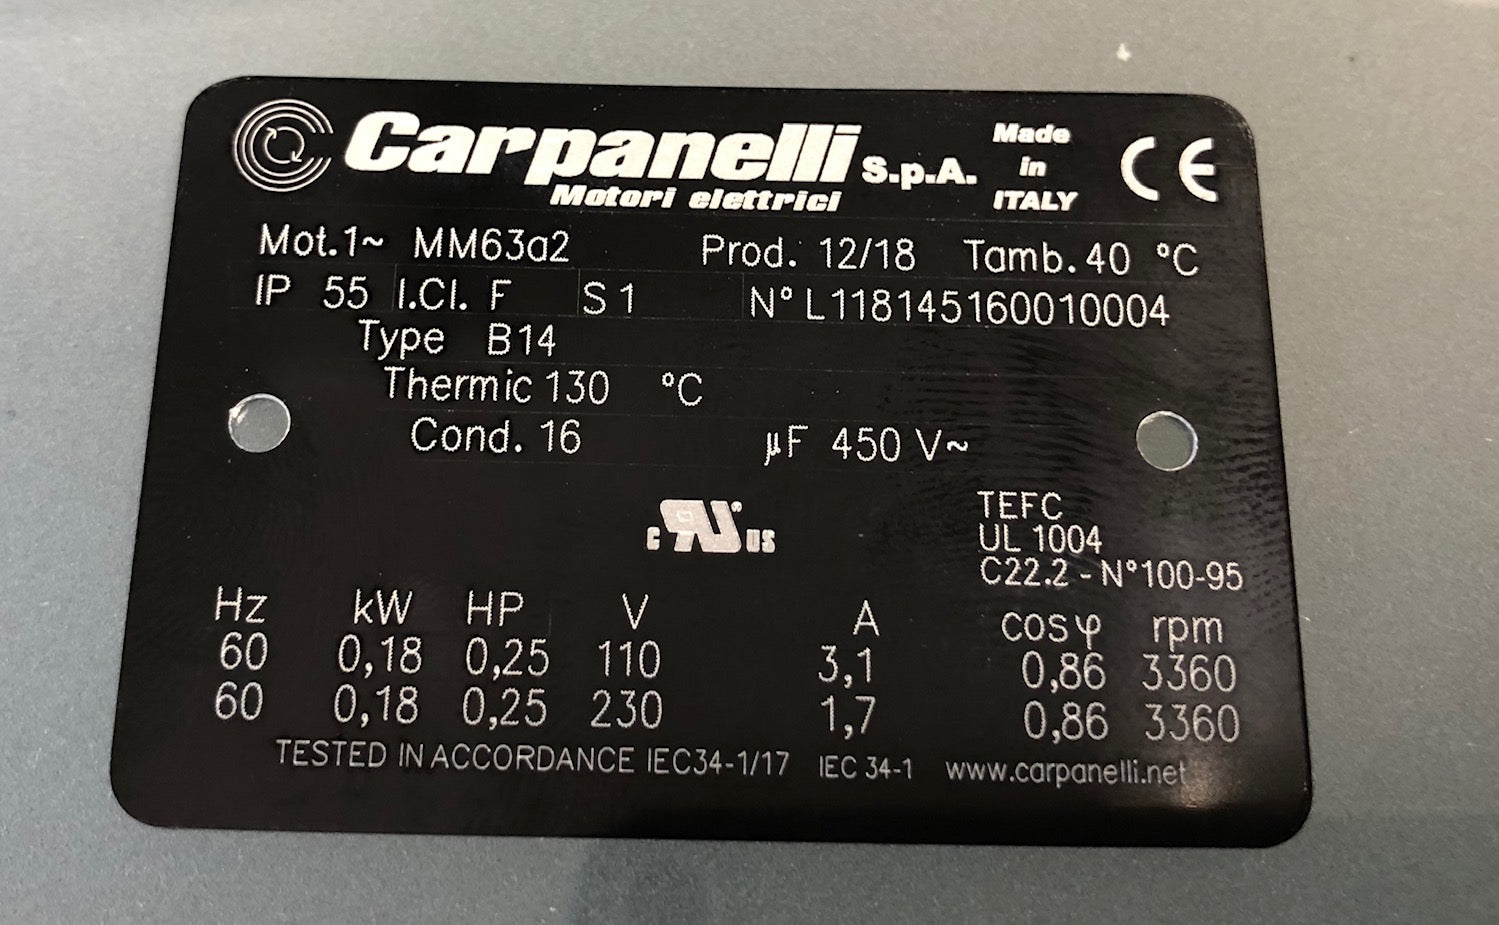 Carpanelli S.p.A. Made in ITALY CE
Motori elettrici
Mot.1~ MM63a2 Prod. 12/18 Tamb. 40 °C
IP 55 I.Cl. F S 1 N° L118145160010004
Type B14
Thermic 130 °C
Cond. 16 µF 450 V~
c RU ® US
TEFC
UL 1004
C22.2 - N°100-95
Hz kW HP V A cosφ rpm
60 0,18 0,25 110 3,1 0,86 3360
60 0,18 0,25 230 1,7 0,86 3360
TESTED IN ACCORDANCE IEC34-1/17 IEC 34-1 www.carpanelli.net